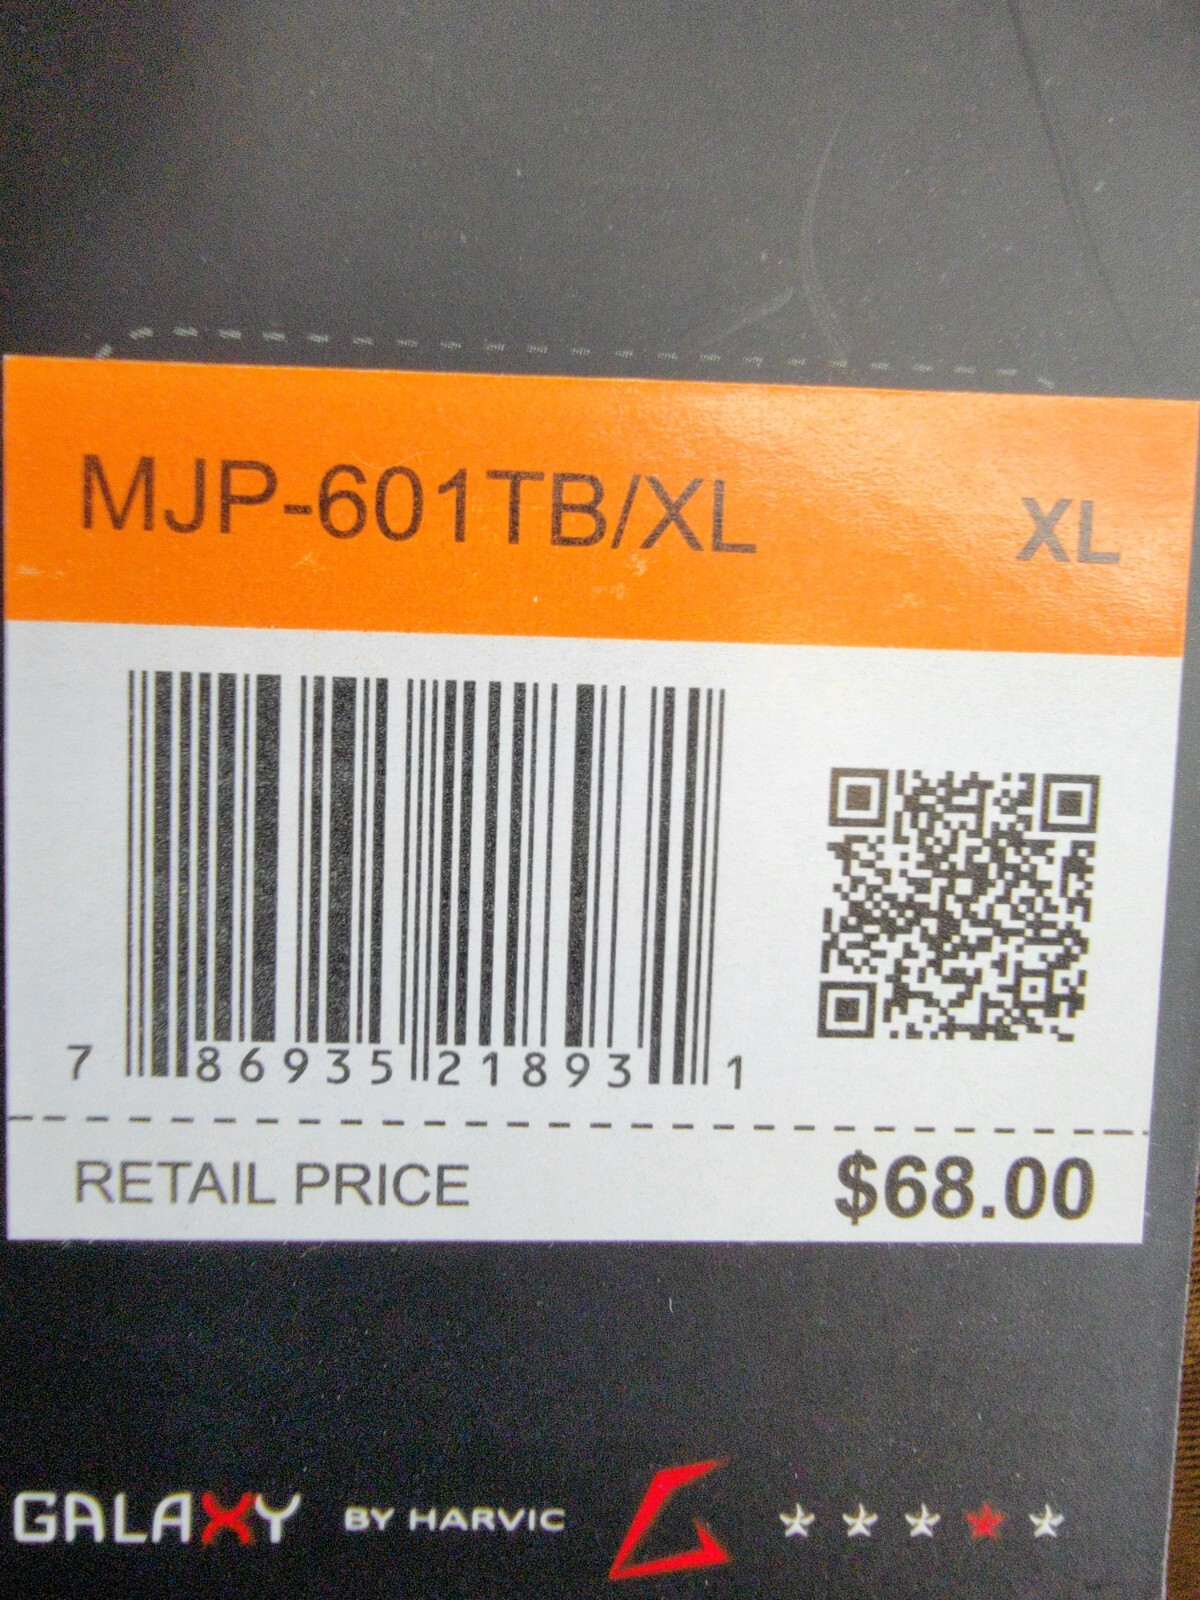 MJP-601TB/XL XL
7 86935 21893 1
RETAIL PRICE $68.00
GALAXY BY HARVIC